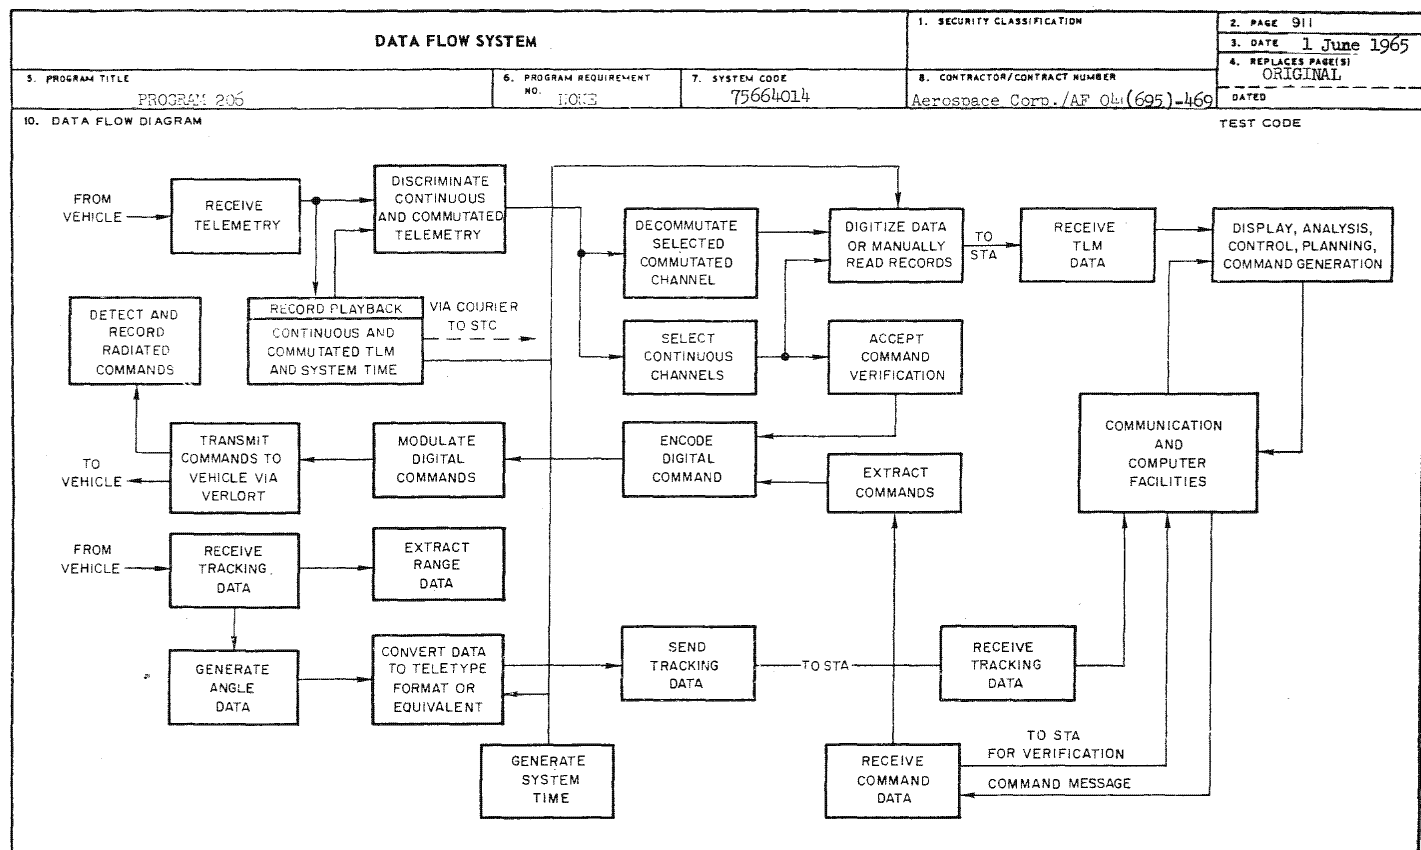 DATA FLOW SYSTEM
1. SECURITY CLASSIFICATION
2. PAGE 911
3. DATE 1 June 1965
4. REPLACES PAGE(S)
ORIGINAL
DATED
5. PROGRAM TITLE
PROGRAM 206
6. PROGRAM REQUIREMENT
NO. NONE
7. SYSTEM CODE
75664014
8. CONTRACTOR/CONTRACT NUMBER
Aerospace Corp./AF 04(695)-469
10. DATA FLOW DIAGRAM
TEST CODE
FROM
VEHICLE
RECEIVE
TELEMETRY
DISCRIMINATE
CONTINUOUS
AND COMMUTATED
TELEMETRY
DECOMMUTATE
SELECTED
COMMUTATED
CHANNEL
DIGITIZE DATA
OR MANUALLY
READ RECORDS
TO
STA
RECEIVE
TLM
DATA
DISPLAY, ANALYSIS,
CONTROL, PLANNING,
COMMAND GENERATION
DETECT AND
RECORD
RADIATED
COMMANDS
RECORD PLAYBACK
CONTINUOUS AND
COMMUTATED TLM
AND SYSTEM TIME
VIA COURIER
TO STC
SELECT
CONTINUOUS
CHANNELS
ACCEPT
COMMAND
VERIFICATION
TO
VEHICLE
TRANSMIT
COMMANDS TO
VEHICLE VIA
VERLORT
MODULATE
DIGITAL
COMMANDS
ENCODE
DIGITAL
COMMAND
EXTRACT
COMMANDS
COMMUNICATION
AND
COMPUTER
FACILITIES
FROM
VEHICLE
RECEIVE
TRACKING
DATA
EXTRACT
RANGE
DATA
GENERATE
ANGLE
DATA
CONVERT DATA
TO TELETYPE
FORMAT OR
EQUIVALENT
SEND
TRACKING
DATA
TO STA
RECEIVE
TRACKING
DATA
GENERATE
SYSTEM
TIME
RECEIVE
COMMAND
DATA
TO STA
FOR VERIFICATION
COMMAND MESSAGE